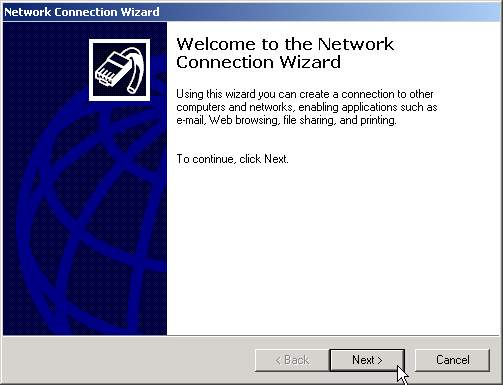 Network Connection Wizard
Welcome to the Network
Connection Wizard
Using this wizard you can create a connection to other
computers and networks, enabling applications such as
e-mail, Web browsing, file sharing, and printing.
To continue, click Next.
< Back
Next >
Cancel